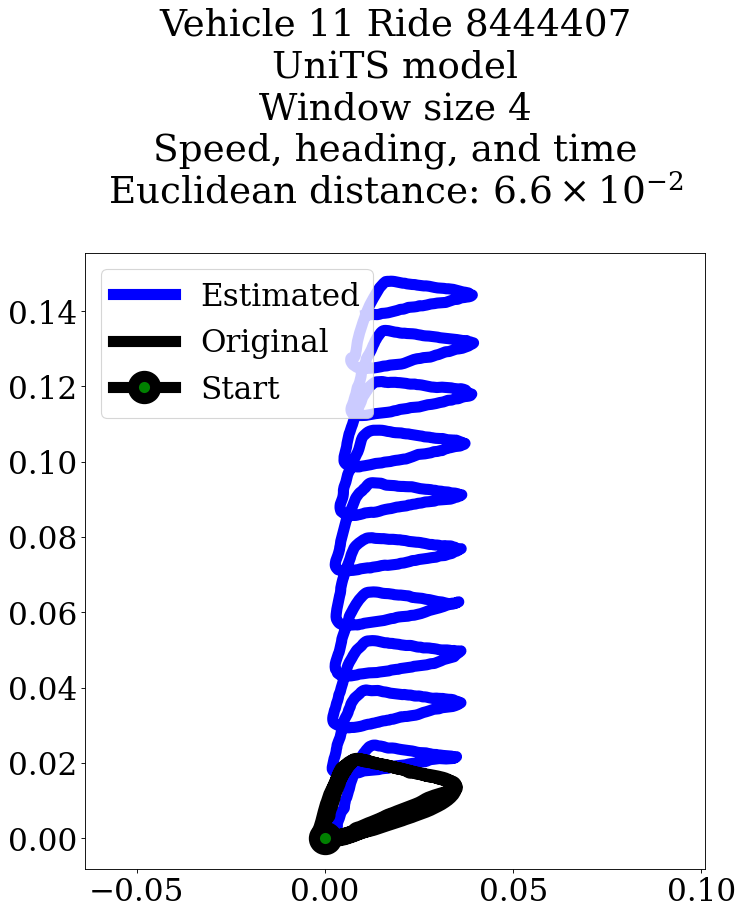 Vehicle 11 Ride 8444407
UniTS model
Window size 4
Speed, heading, and time
Euclidean distance: 6.6 × 10⁻²
Estimated
Original
Start
0.14
0.12
0.10
0.08
0.06
0.04
0.02
0.00
−0.05 0.00 0.05 0.10